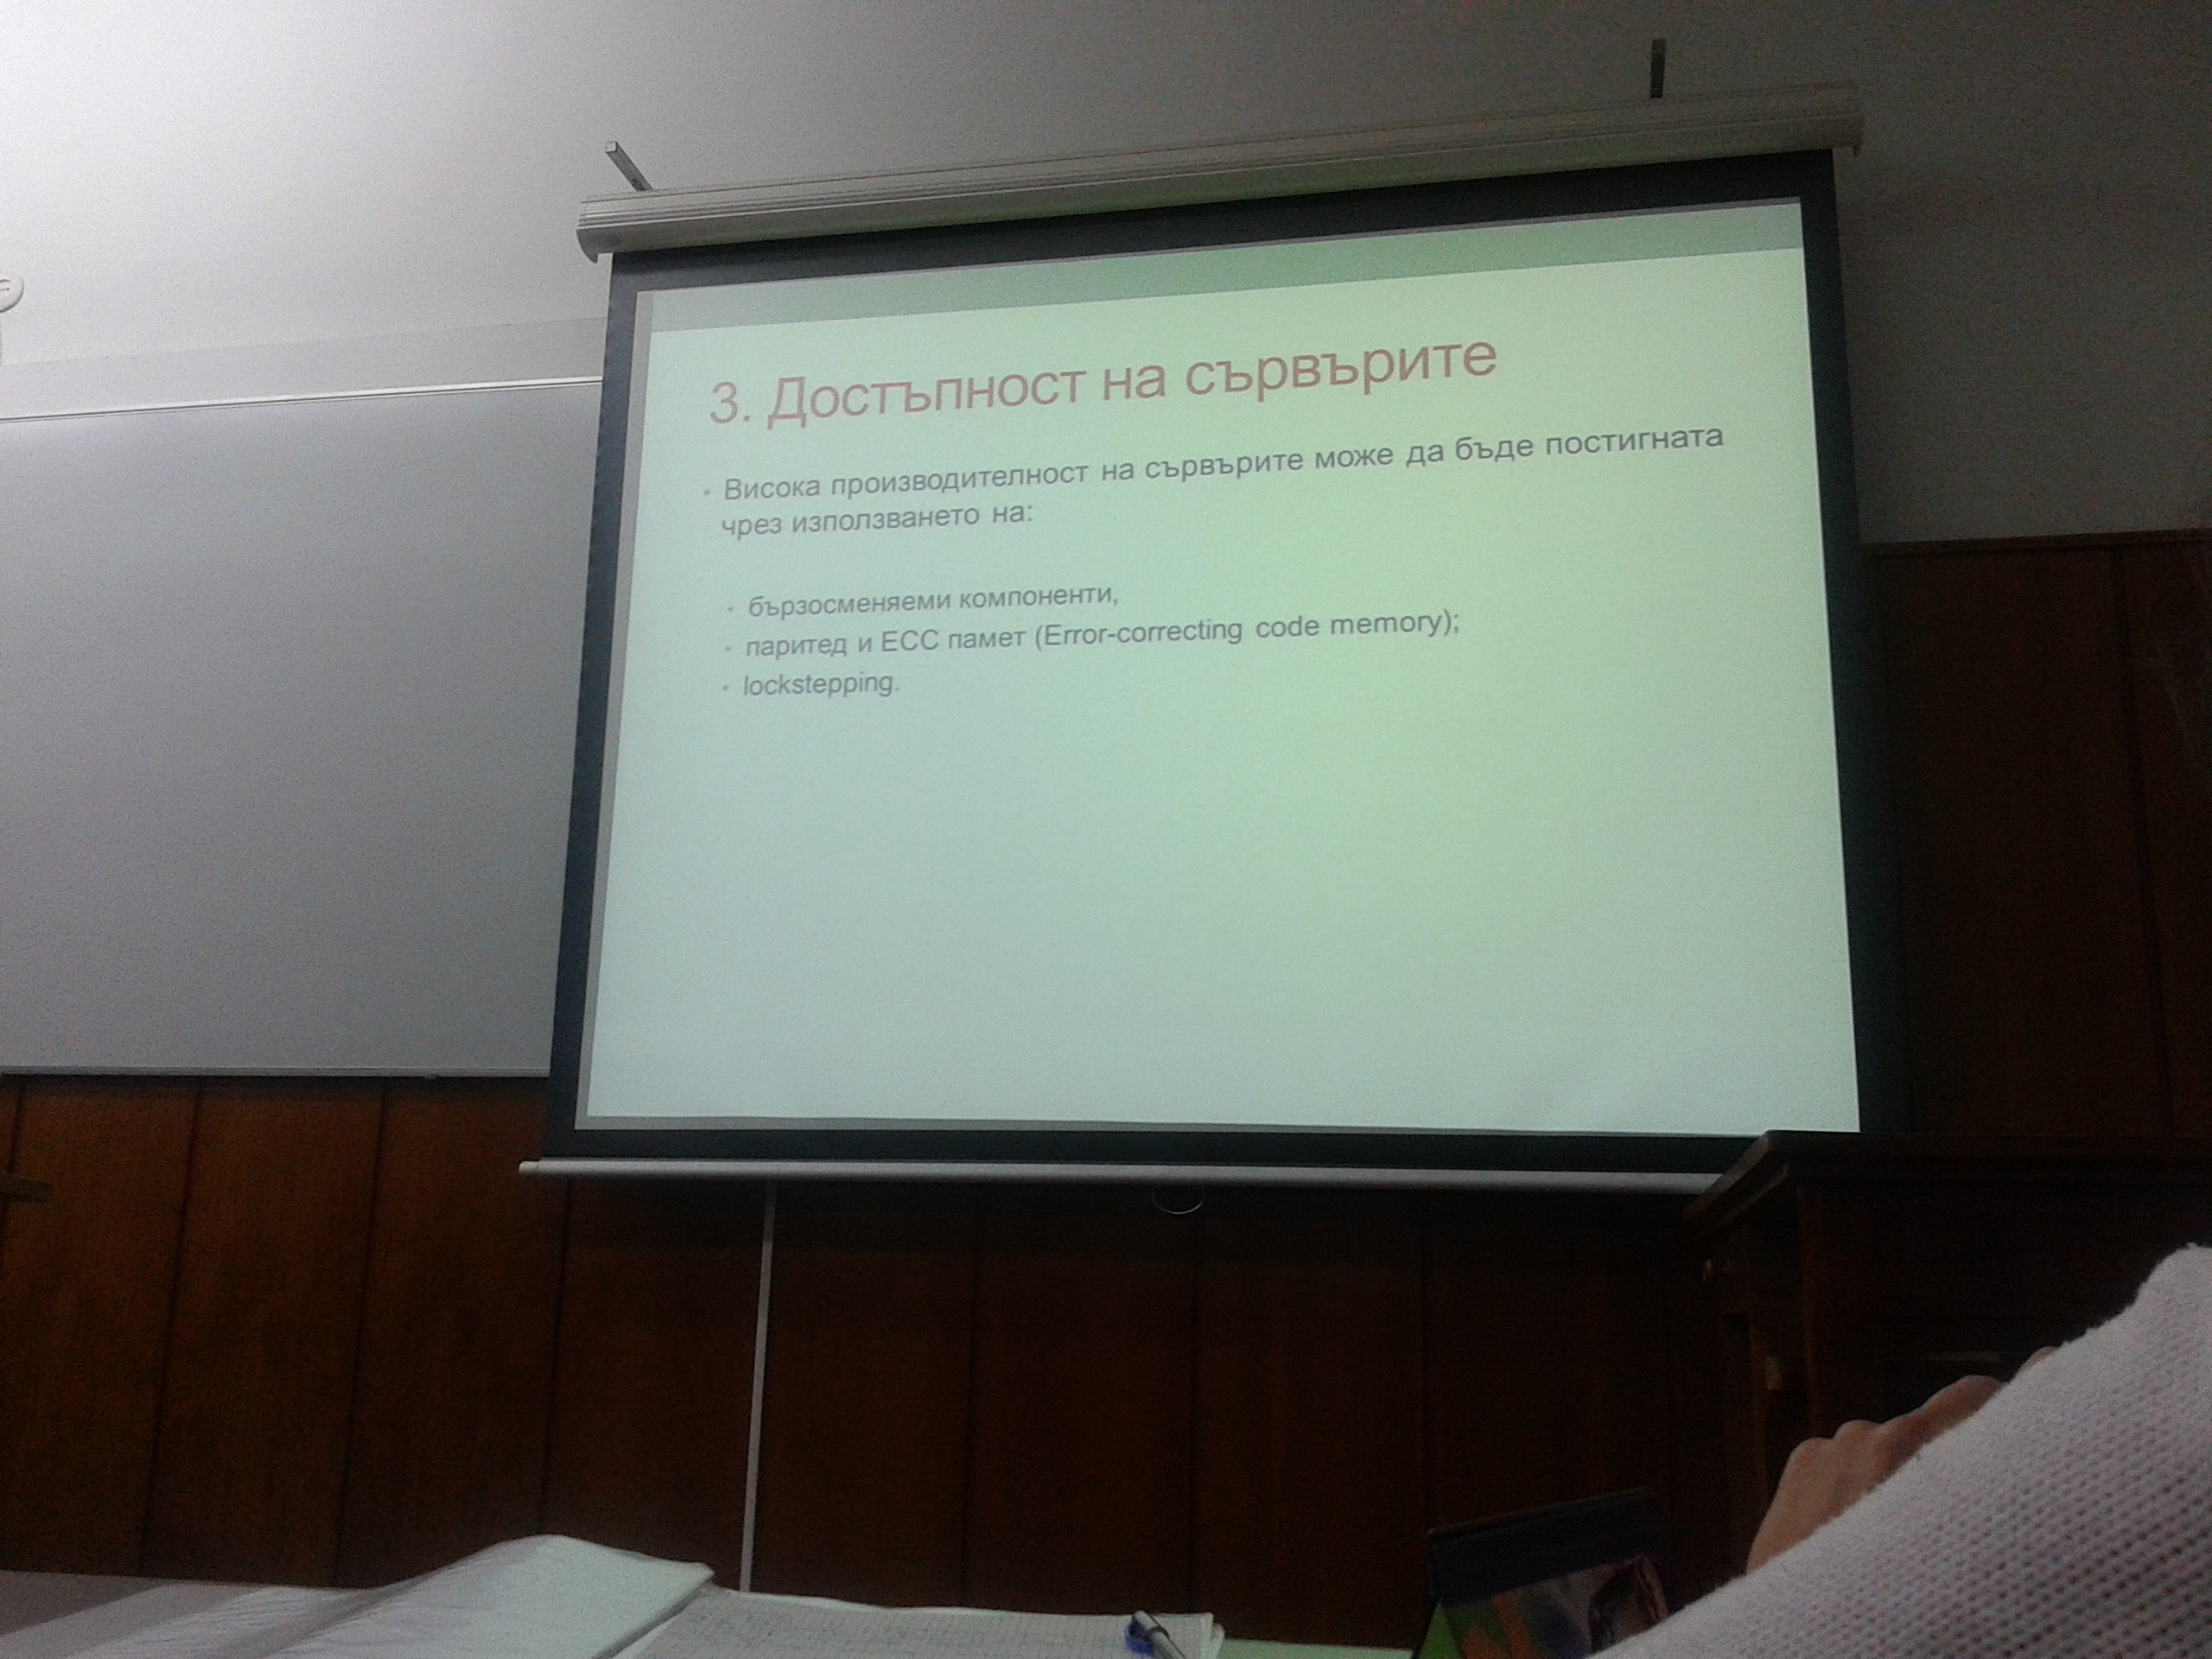 3. Достъпност на сървърите
• Висока производителност на сървърите може да бъде постигната
чрез използването на:
• бързосменяеми компоненти,
• паритед и ECC памет (Error-correcting code memory);
• lockstepping.